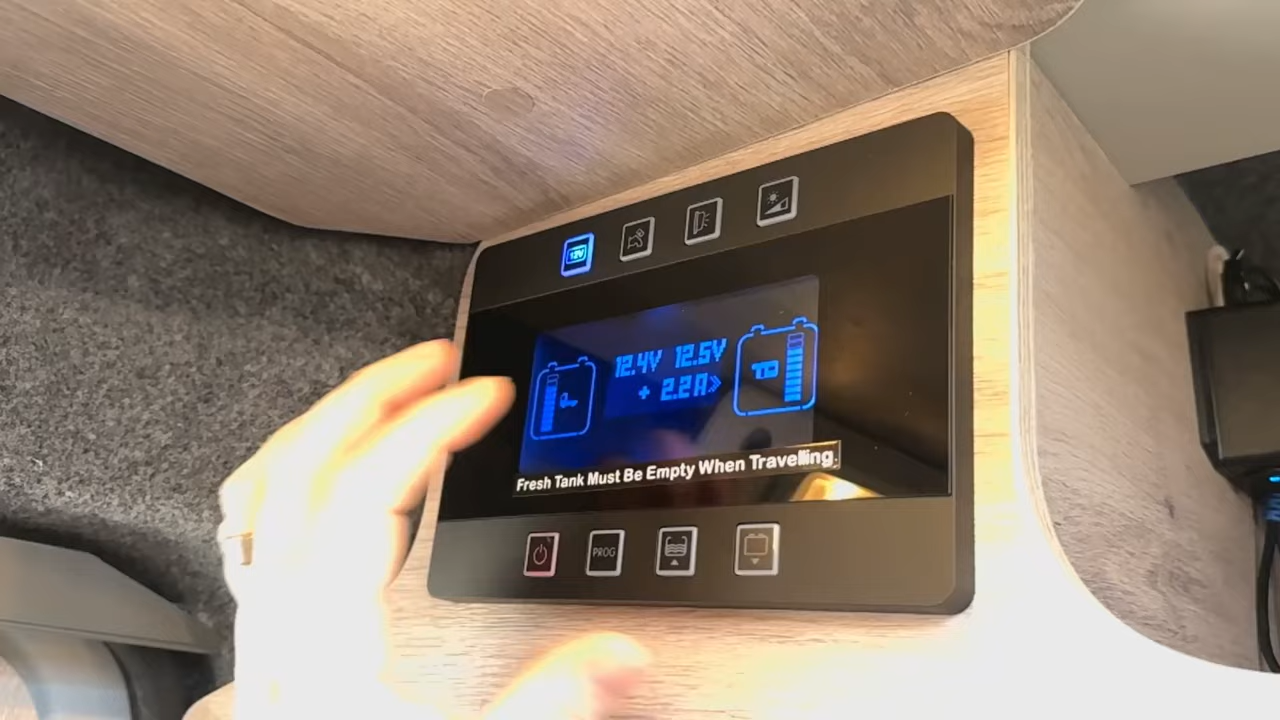 12V
12.4V 12.5V
+ 2.2A»
Fresh Tank Must Be Empty When Travelling.
PROG